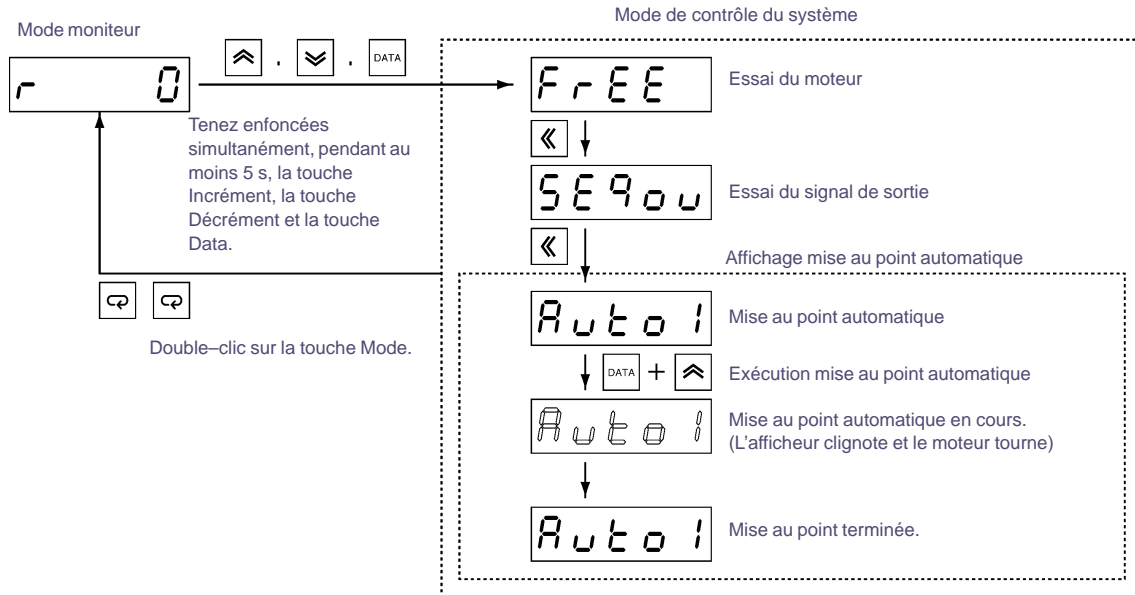 Mode de contrôle du système
Mode moniteur
DATA
r 0
FrEE
Essai du moteur
Tenez enfoncées
simultanément, pendant au
moins 5 s, la touche
Incrément, la touche
Décrément et la touche
Data.
SEqou
Essai du signal de sortie
Affichage mise au point automatique
Auto1
Mise au point automatique
Double–clic sur la touche Mode.
DATA +
Exécution mise au point automatique
Auto1
Mise au point automatique en cours.
(L'afficheur clignote et le moteur tourne)
Auto1
Mise au point terminée.